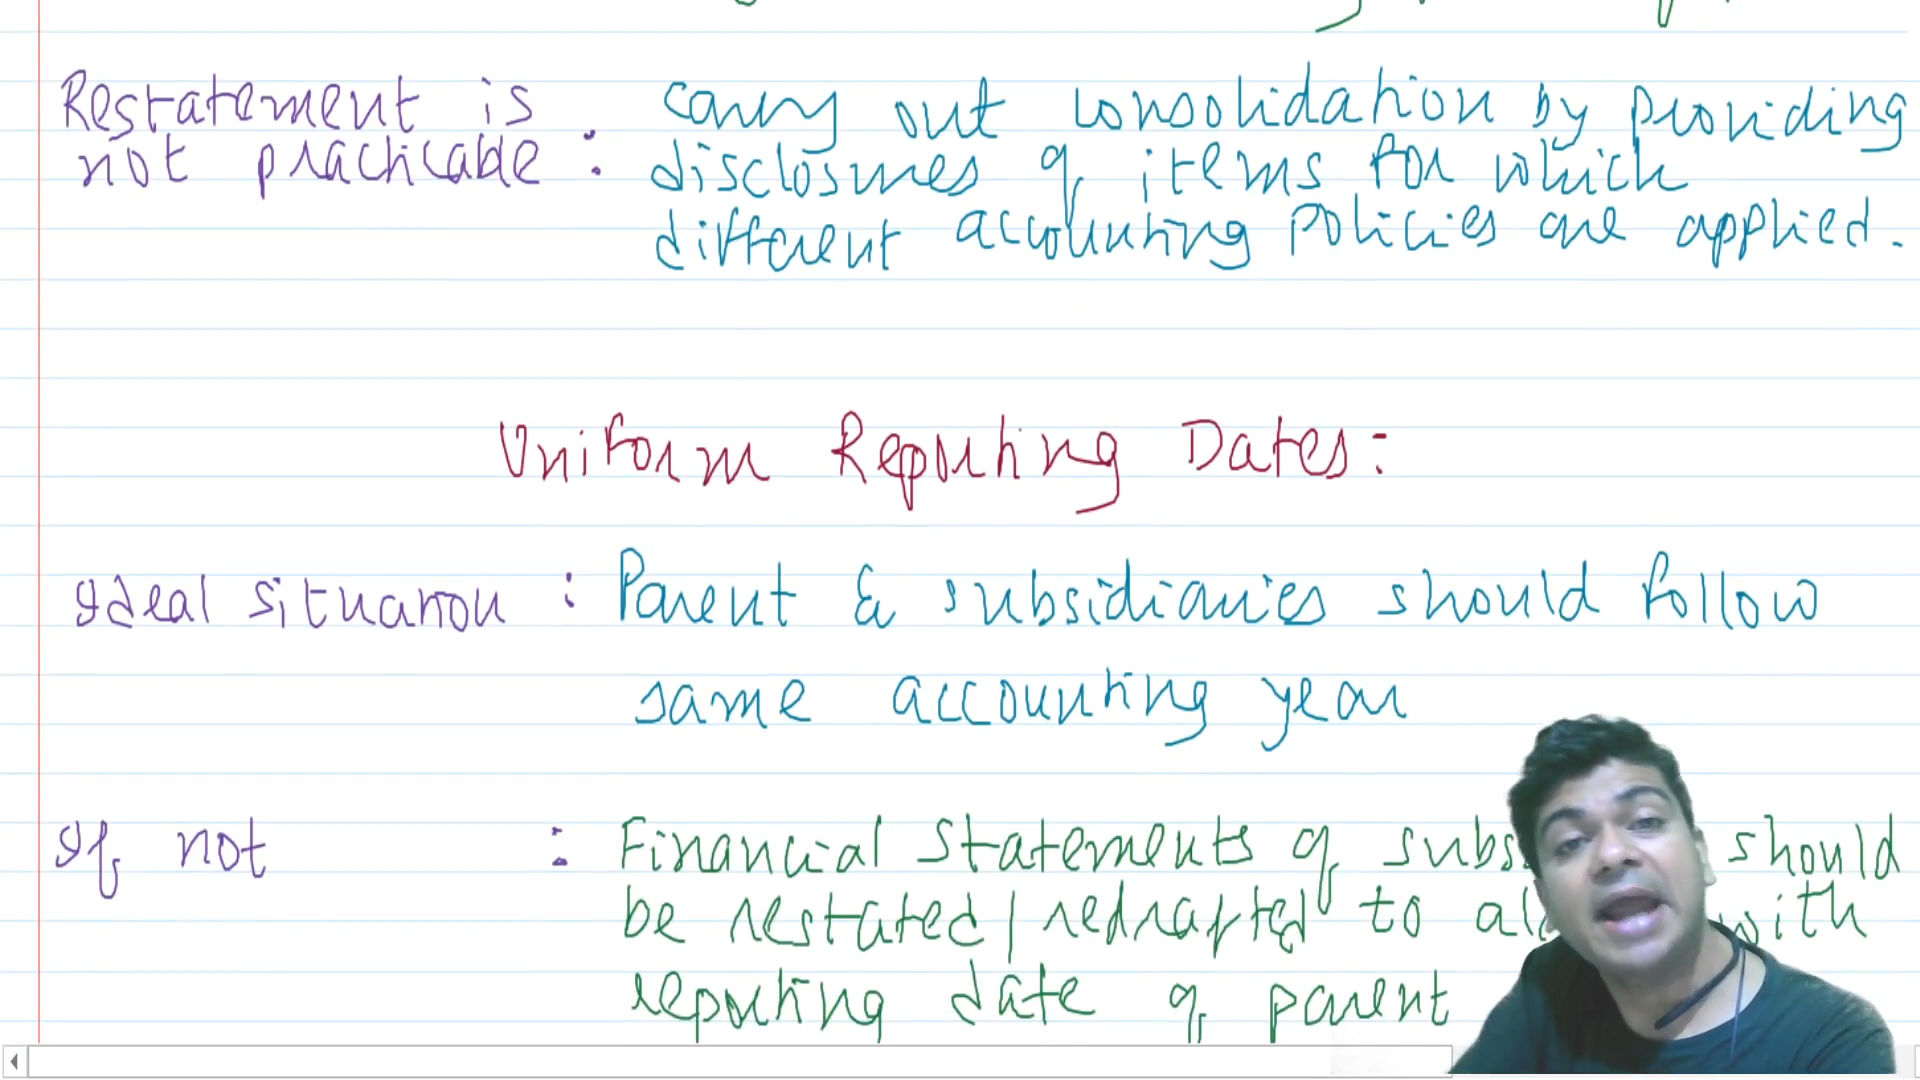 Restatement is
not practicable :
carry out consolidation by providing
disclosures of items for which
different accounting policies are applied.
Uniform Reporting Dates:
Ideal situation : Parent & subsidiaries should follow
same accounting year
If not : Financial Statements of should
be restated/redrafted to with
reporting date of parent